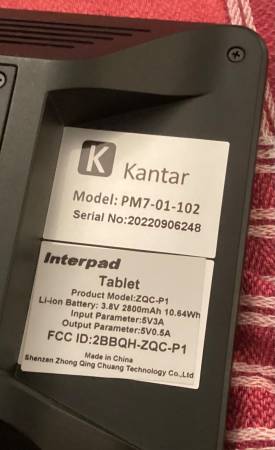 K Kantar
Model: PM7-01-102
Serial No:20220906248
Interpad
Tablet
Product Model:ZQC-P1
Li-ion Battery: 3.8V 2800mAh 10.64Wh
Input Parameter:5V3A
Output Parameter:5V0.5A
FCC ID:2BBQH-ZQC-P1
Made in China
Shenzhen Zhong Qing Chuang Technology Co.,Ltd